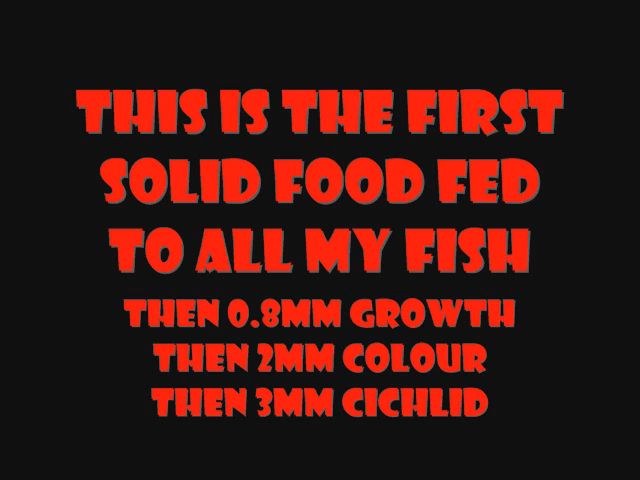 THIS IS THE FIRST
SOLID FOOD FED
TO ALL MY FISH
THEN 0.8MM GROWTH
THEN 2MM COLOUR
THEN 3MM CICHLID